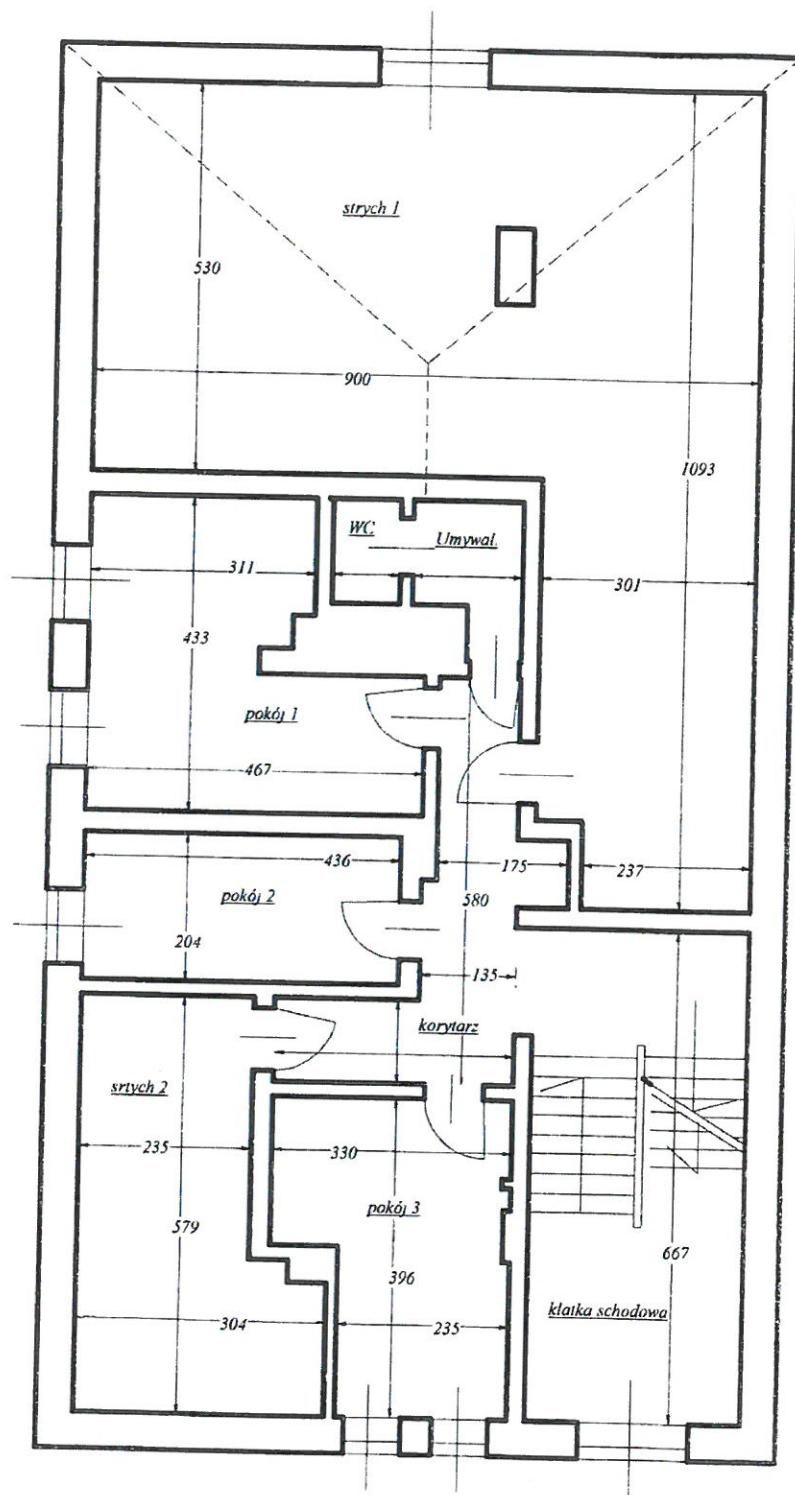 strych 1
530
900
1093
WC
Umywal.
311
301
433
pokój 1
467
436
175
237
pokój 2
580
204
135
korytarz
srtych 2
235
330
pokój 3
579
667
396
klatka schodowa
304
235